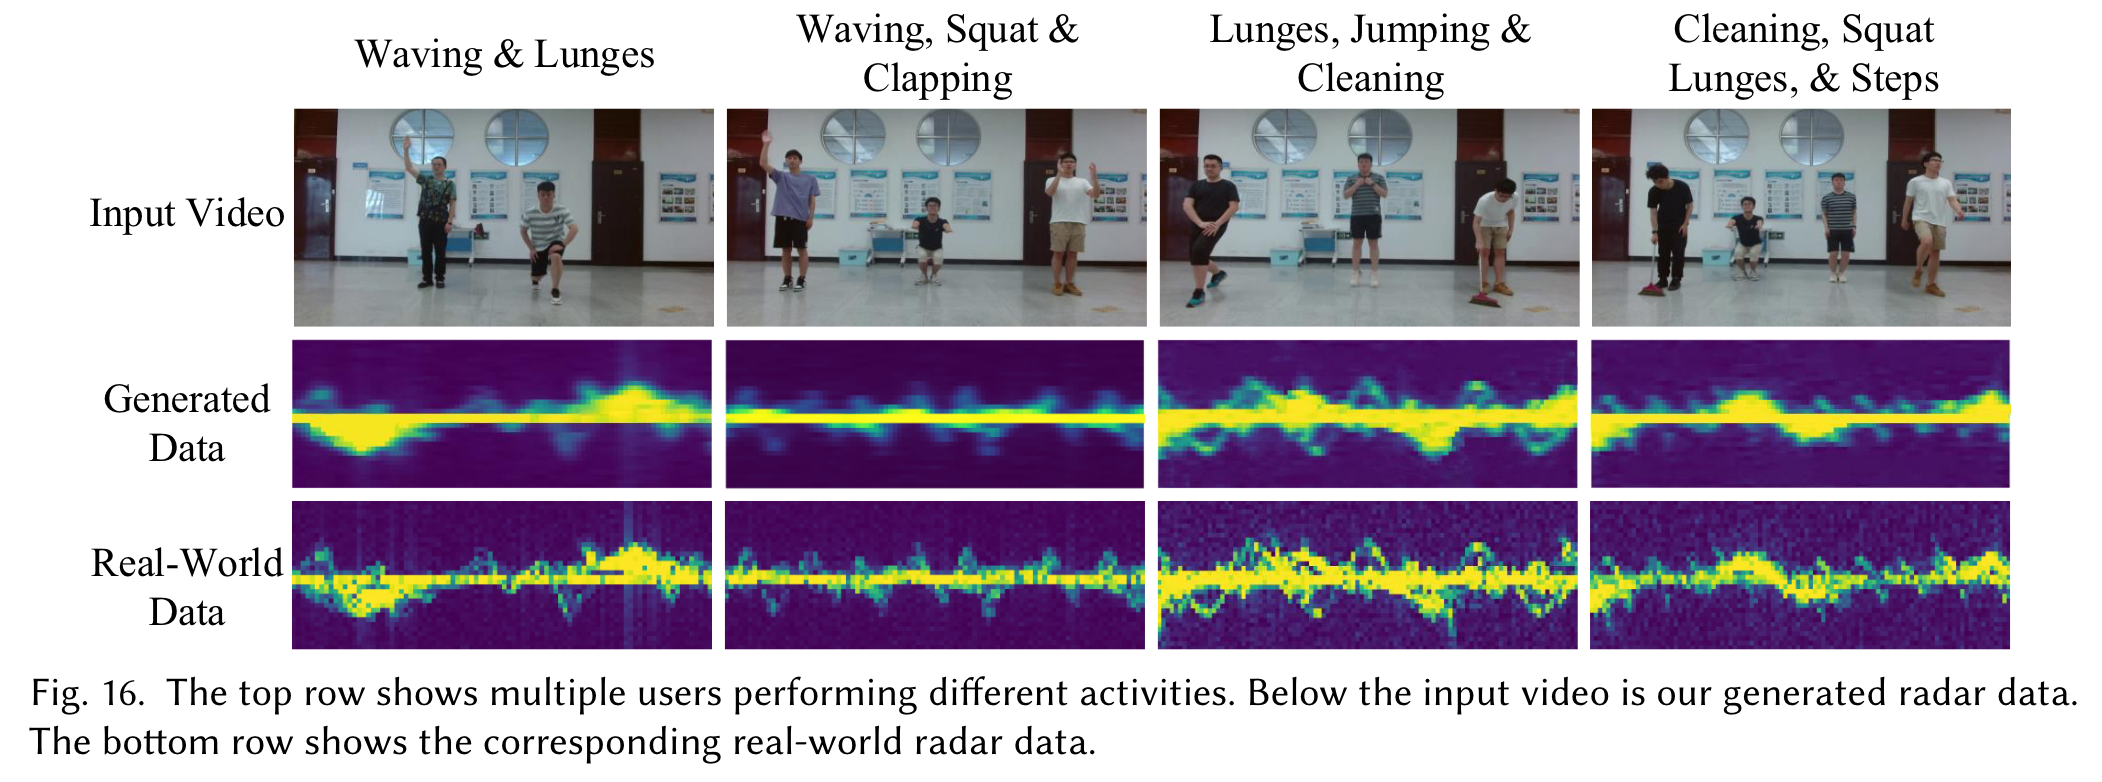 Waving & Lunges
Waving, Squat &
Clapping
Lunges, Jumping &
Cleaning
Cleaning, Squat
Lunges, & Steps
Input Video
Generated
Data
Real-World
Data
Fig. 16. The top row shows multiple users performing different activities. Below the input video is our generated radar data.
The bottom row shows the corresponding real-world radar data.